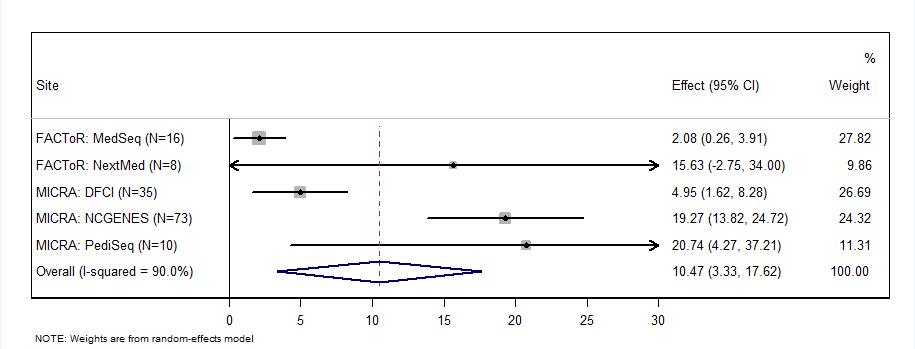 %
Site Effect (95% CI) Weight
FACToR: MedSeq (N=16) 2.08 (0.26, 3.91) 27.82
FACToR: NextMed (N=8) 15.63 (-2.75, 34.00) 9.86
MICRA: DFCI (N=35) 4.95 (1.62, 8.28) 26.69
MICRA: NCGENES (N=73) 19.27 (13.82, 24.72) 24.32
MICRA: PediSeq (N=10) 20.74 (4.27, 37.21) 11.31
Overall (I-squared = 90.0%) 10.47 (3.33, 17.62) 100.00
0 5 10 15 20 25 30
NOTE: Weights are from random-effects model